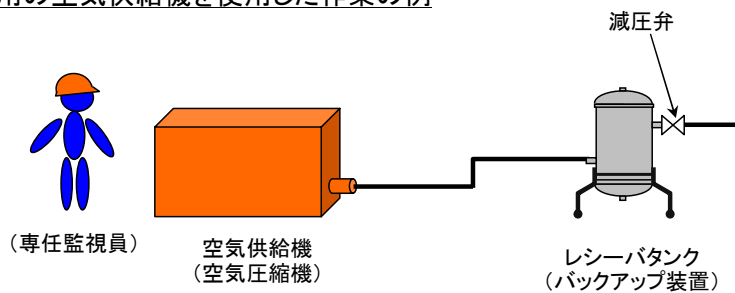 用の空気供給機を使用した作業の例
減圧弁
（専任監視員）
空気供給機
（空気圧縮機）
レシーバタンク
（バックアップ装置）